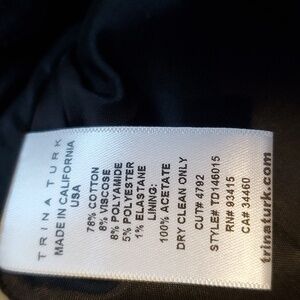 TRINA TURK
MADE IN CALIFORNIA
USA
78% COTTON
8% VISCOSE
8% POLYAMIDE
5% POLYESTER
1% ELASTANE
LINING:
100% ACETATE
DRY CLEAN ONLY
CUT# 4792
STYLE# TD146015
RN# 93415
CA# 34460
trinaturk.com